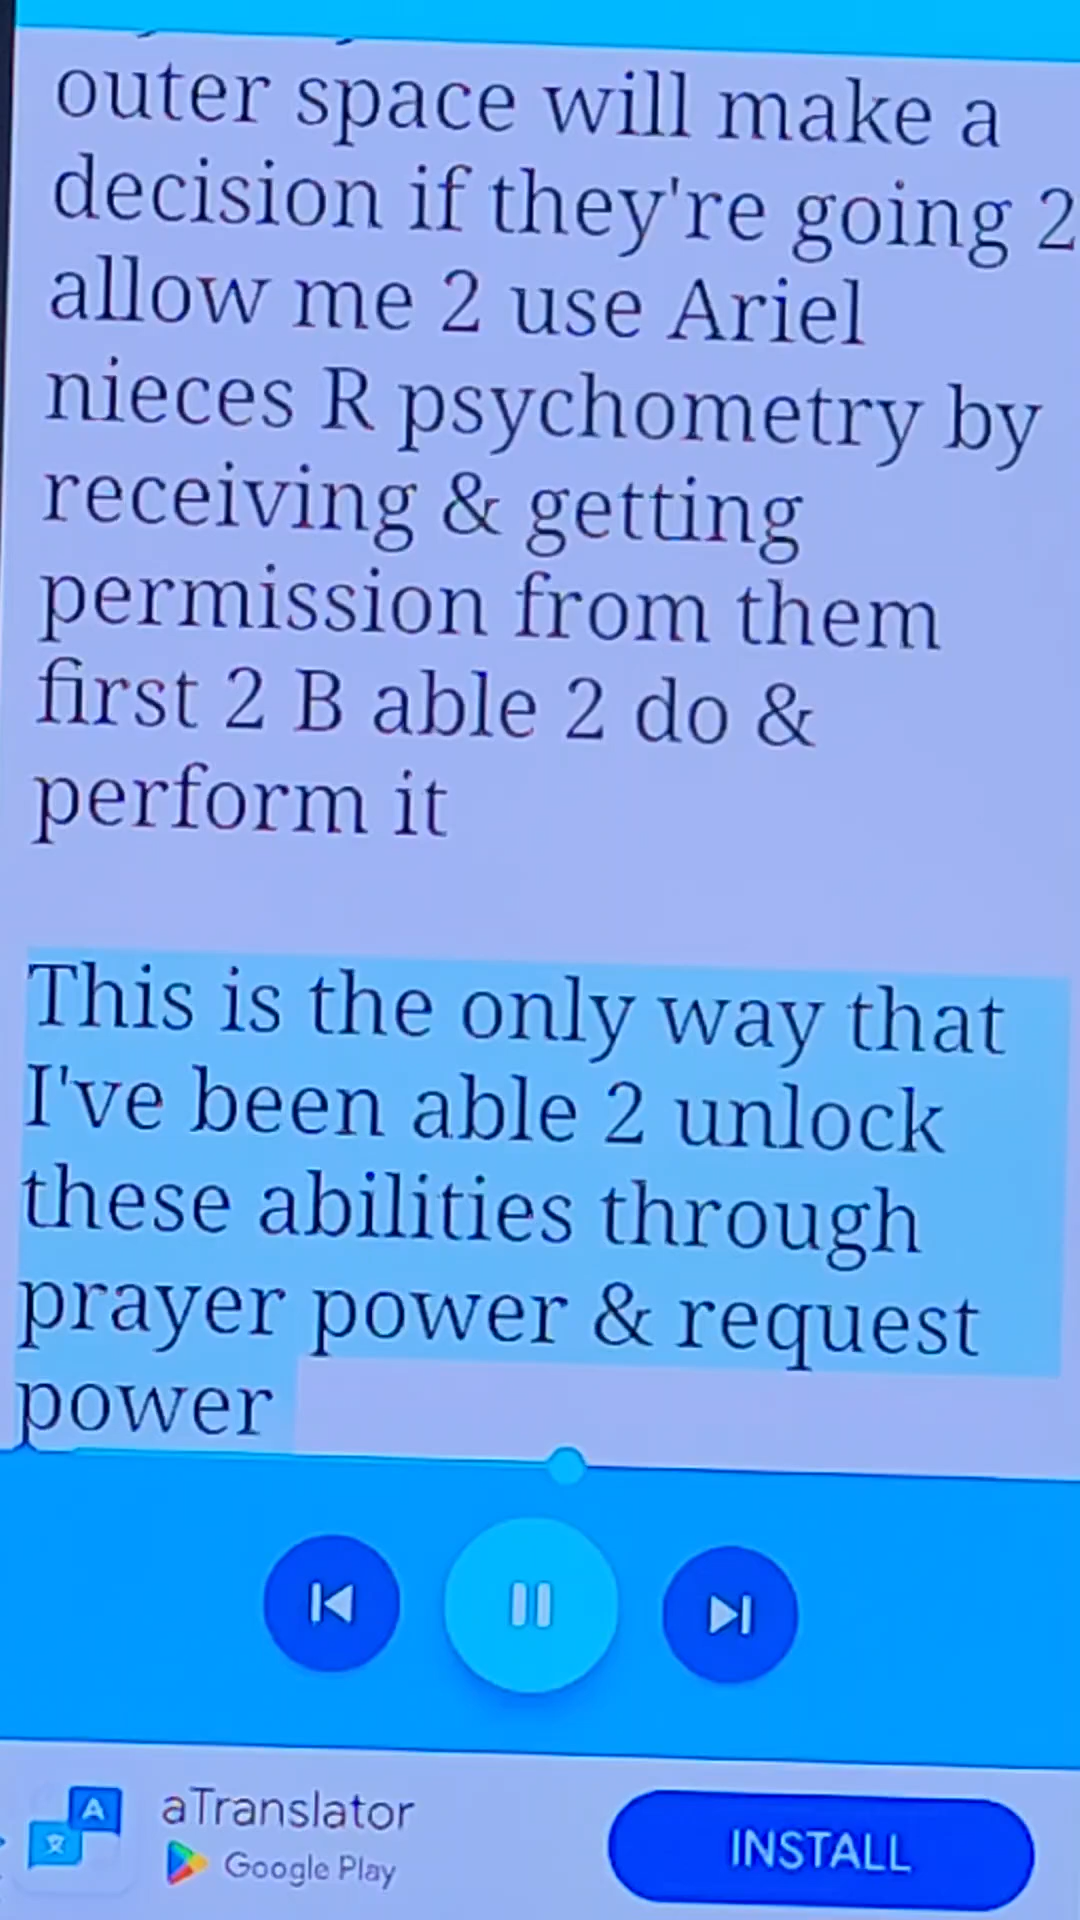 outer space will make a
decision if they're going 2
allow me 2 use Ariel
nieces R psychometry by
receiving & getting
permission from them
first 2 B able 2 do &
perform it
This is the only way that
I've been able 2 unlock
these abilities through
prayer power & request
power
aTranslator
Google Play
INSTALL
A
文